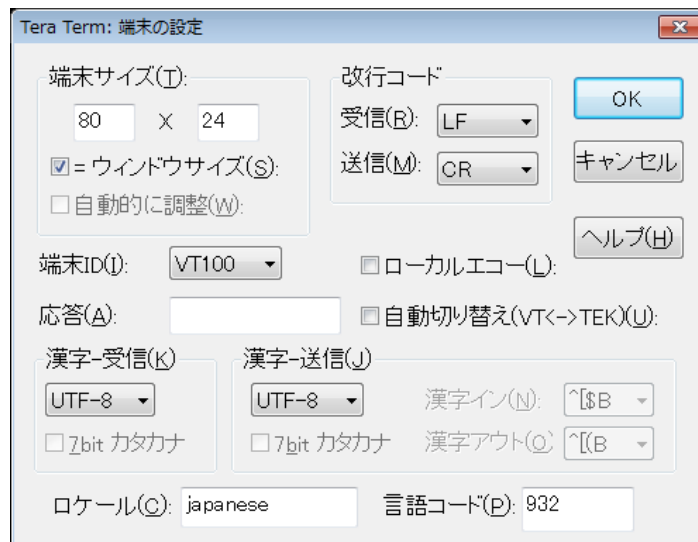 Tera Term: 端末の設定
端末サイズ(T):
80 X 24
= ウィンドウサイズ(S):
自動的に調整(W):
改行コード
受信(R): LF
送信(M): CR
OK
キャンセル
ヘルプ(H)
端末ID(I): VT100
ローカルエコー(L):
応答(A):
自動切り替え(VT<->TEK)(U):
漢字-受信(K)
UTF-8
7bit カタカナ
漢字-送信(J)
UTF-8
7bit カタカナ
漢字イン(N): ^[$B
漢字アウト(O) ^[(B
ロケール(C): japanese
言語コード(P): 932